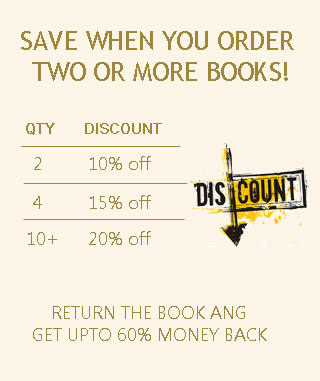 SAVE WHEN YOU ORDER
TWO OR MORE BOOKS!
QTY DISCOUNT
2 10% off
4 15% off
10+ 20% off
DISCOUNT
RETURN THE BOOK ANG
GET UPTO 60% MONEY BACK